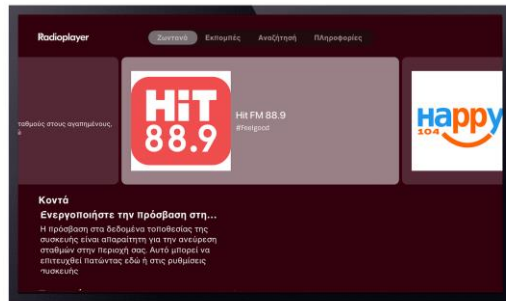 Radioplayer
Ζωντανά Εκπομπές Αναζήτησή Πληροφορίες
ταθμούς στους αγαπημένους,
HiT
88.9
Hit FM 88.9
#Feelgood
Happy
104
Κοντά
Ενεργοποιήστε την πρόσβαση στη...
Η πρόσβαση στα δεδομένα τοποθεσίας της
συσκευής είναι απαραίτητη για την ανεύρεση
σταθμών στην περιοχή σας. Αυτό μπορεί να
επιτευχθεί πατώντας εδώ ή στις ρυθμίσεις
συσκευής